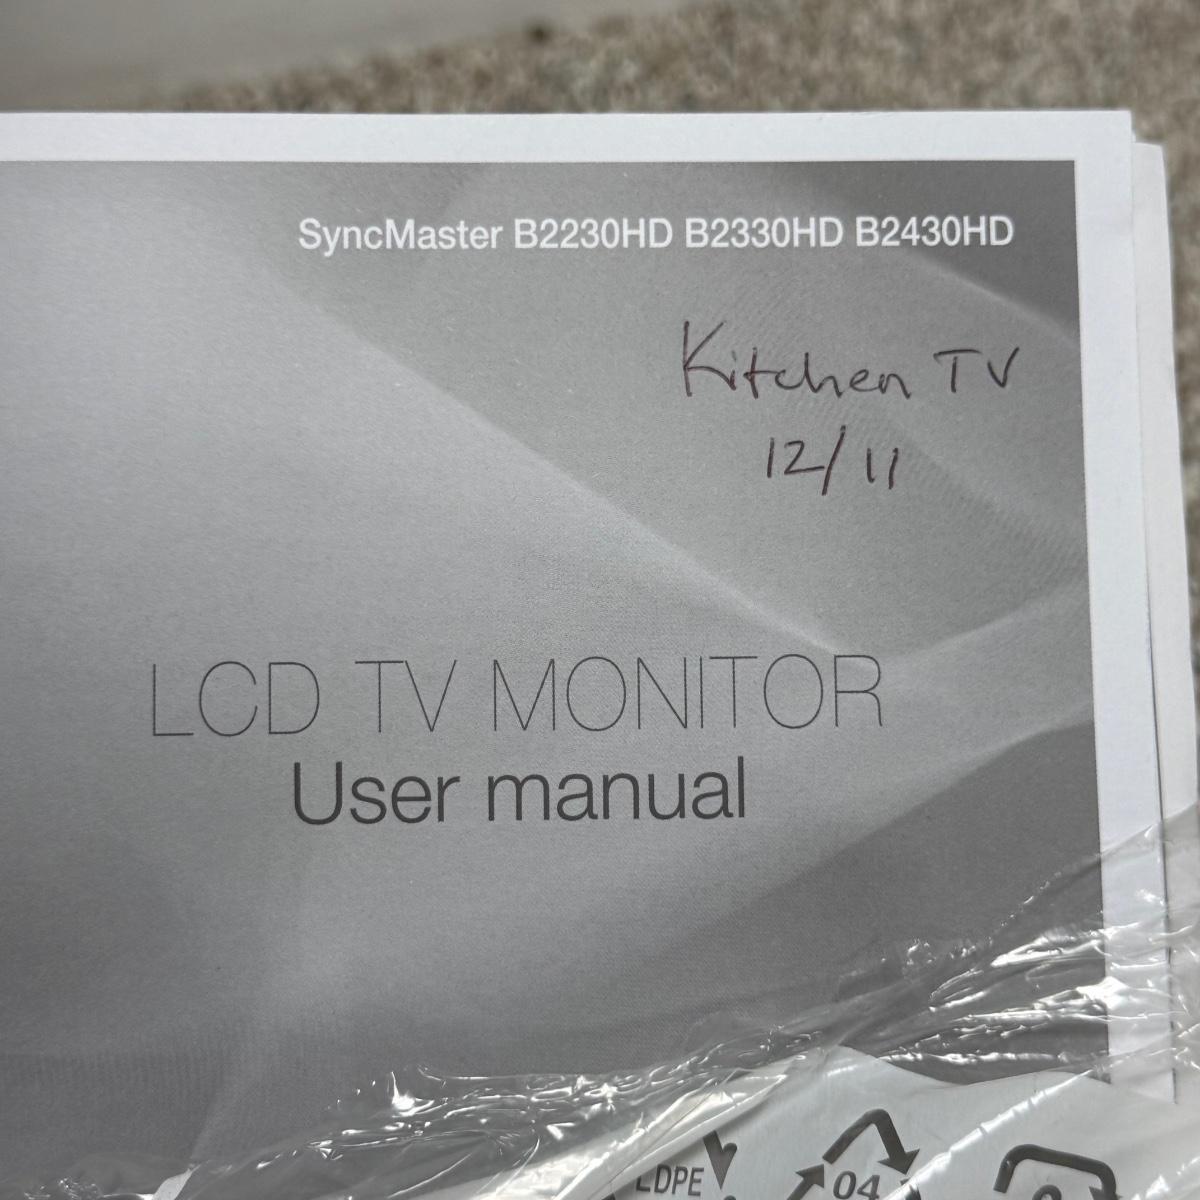 SyncMaster B2230HD B2330HD B2430HD
Kitchen TV
12/11
LCD TV MONITOR
User manual
LDPE
04